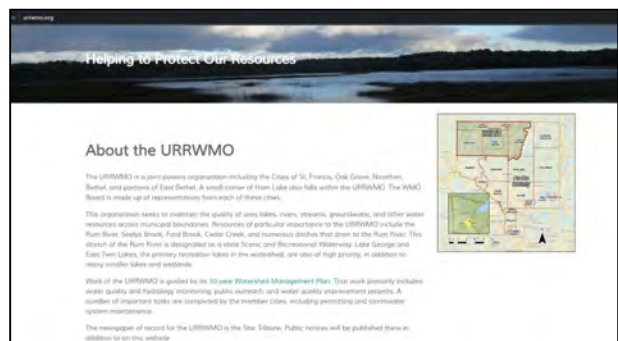 urrwmo.org
Helping to Protect Our Resources
About the URRWMO
The URRWMO is a joint powers organization including the Cities of St. Francis, Oak Grove, Nowthen,
Bethel, and portions of East Bethel. A small corner of Ham Lake also falls within the URRWMO. The WMO
Board is made up of representatives from each of these cities.
This organization seeks to maintain the quality of area lakes, rivers, streams, groundwater, and other water
resources across municipal boundaries. Resources of particular importance to the URRWMO include the
Rum River, Seelye Brook, Ford Brook, Cedar Creek, and numerous ditches that drain to the Rum River. This
stretch of the Rum River is designated as a state Scenic and Recreational Waterway. Lake George and
East Twin Lakes, the primary recreation lakes in the watershed, are also of high priority, in addition to
many smaller lakes and wetlands.
Work of the URRWMO is guided by its 10-year Watershed Management Plan. That work primarily includes
water quality and hydrology monitoring, public outreach, and water quality improvement projects. A
number of important tasks are completed by the member cities, including permitting and stormwater
system maintenance.
The newspaper of record for the URRWMO is the Star Tribune. Public notices will be published there in
addition to on this website